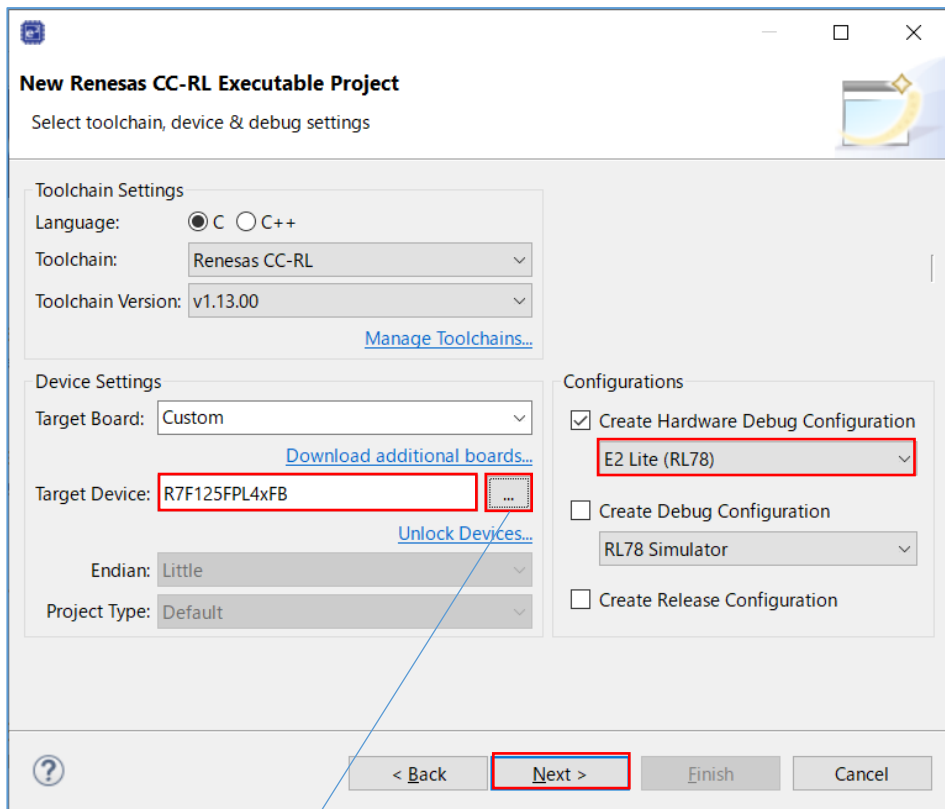 New Renesas CC-RL Executable Project
Select toolchain, device & debug settings
Toolchain Settings
Language: C C++
Toolchain: Renesas CC-RL
Toolchain Version: v1.13.00
Manage Toolchains...
Device Settings
Target Board: Custom
Download additional boards...
Target Device: R7F125FPL4xFB ...
Unlock Devices...
Endian: Little
Project Type: Default
Configurations
Create Hardware Debug Configuration
E2 Lite (RL78)
Create Debug Configuration
RL78 Simulator
Create Release Configuration
? < Back Next > Finish Cancel